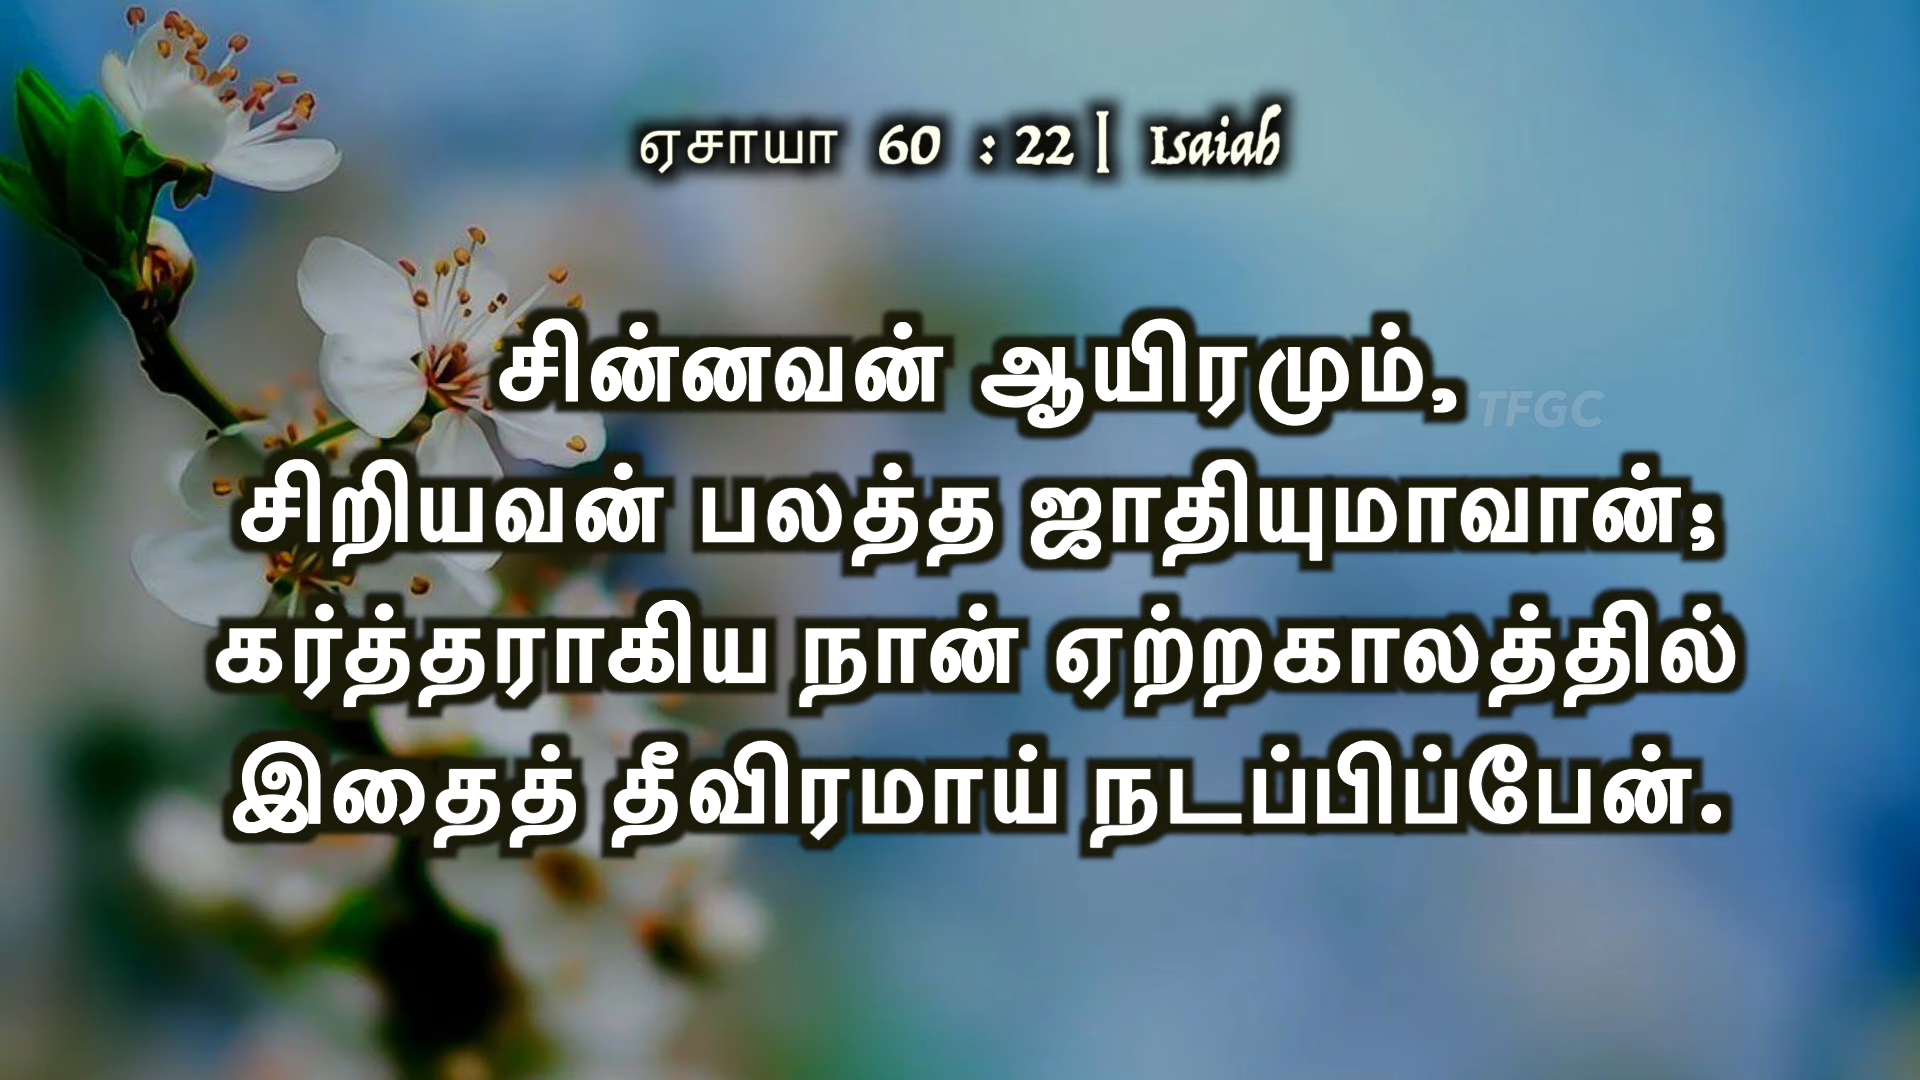 ஏசாயா 60 : 22 | Isaiah
சின்னவன் ஆயிரமும்,
TFGC
சிறியவன் பலத்த ஜாதியுமாவான்;
கர்த்தராகிய நான் ஏற்றகாலத்தில்
இதைத் தீவிரமாய் நடப்பிப்பேன்.